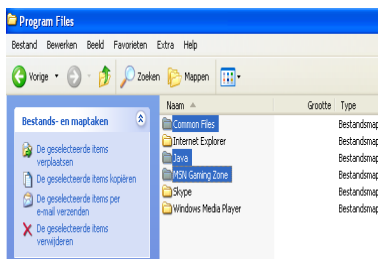 Program Files
Bestand Bewerken Beeld Favorieten Extra Help
Vorige Zoeken Mappen
Naam Grootte Type
Bestands- en maptaken
De geselecteerde items
verplaatsen
De geselecteerde items kopiëren
De geselecteerde items per
e-mail verzenden
De geselecteerde items
verwijderen
Common Files Bestandsmap
Internet Explorer Bestandsmap
Java Bestandsmap
MSN Gaming Zone Bestandsmap
Skype Bestandsmap
Windows Media Player Bestandsmap